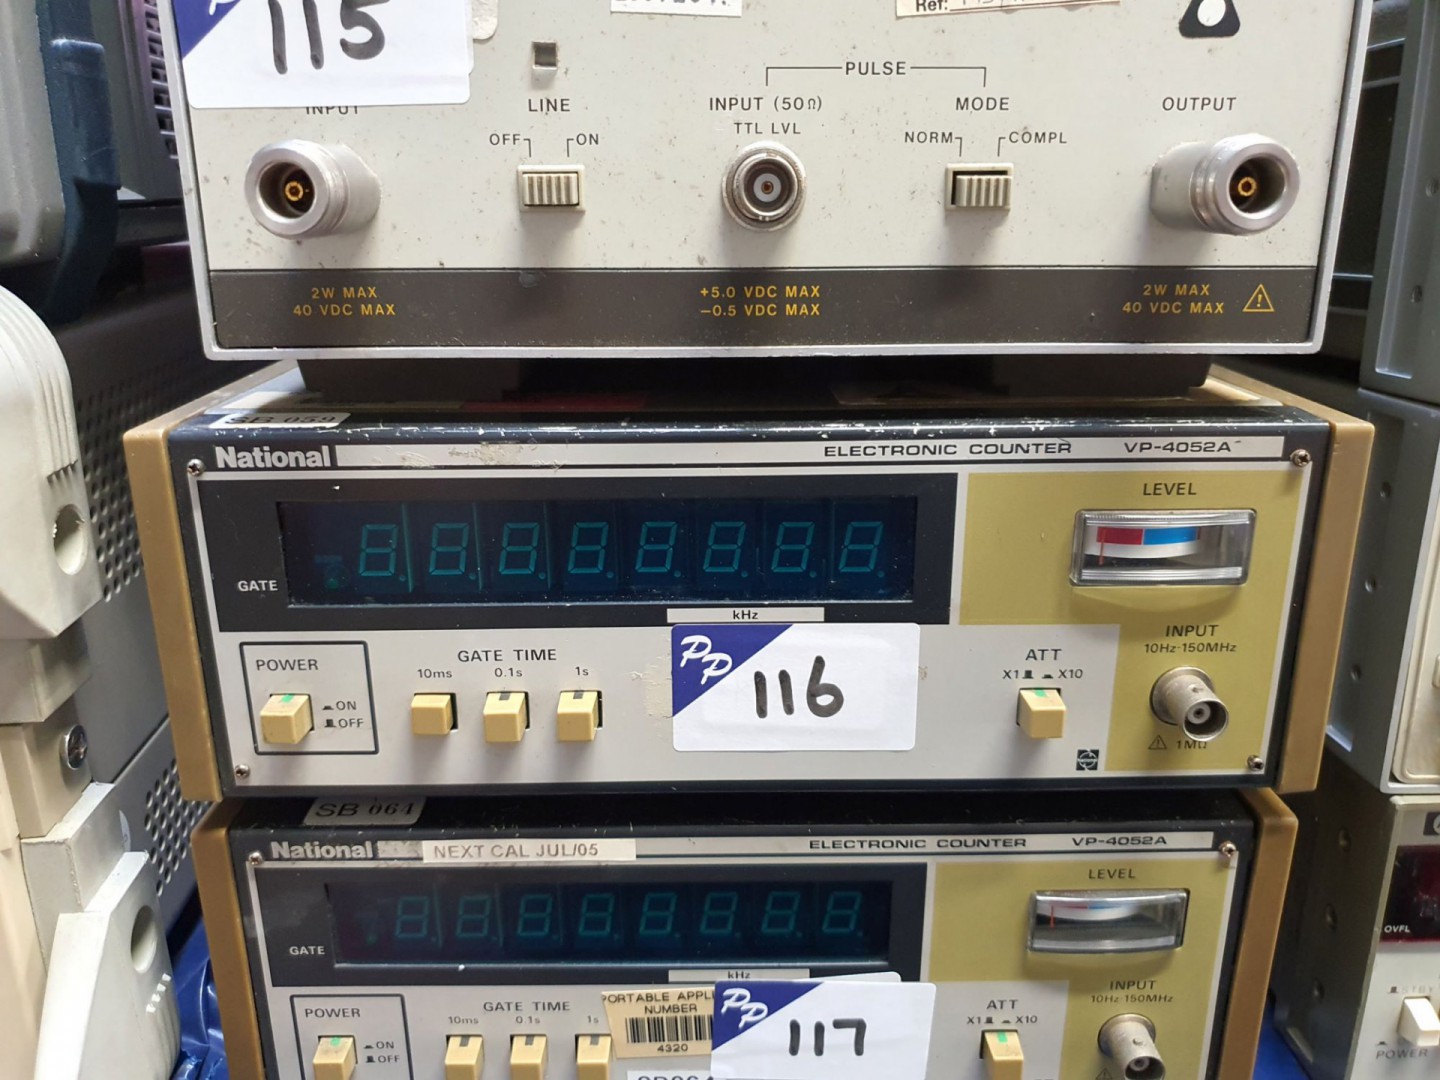 115
Ref:
INPUT
LINE
OFF ON
PULSE
INPUT (50Ω)
TTL LVL
MODE
NORM COMPL
OUTPUT
2W MAX
40 VDC MAX
+5.0 VDC MAX
−0.5 VDC MAX
2W MAX
40 VDC MAX
SB 059
National ELECTRONIC COUNTER VP-4052A
LEVEL
GATE
kHz
POWER
ON
OFF
GATE TIME
10ms 0.1s 1s
PP 116
ATT
X1 X10
INPUT
10Hz-150MHz
1MΩ
SB 064
National NEXT CAL JUL/05 ELECTRONIC COUNTER VP-4052A
LEVEL
GATE
kHz
POWER
ON
OFF
GATE TIME
10ms 0.1s 1s
PORTABLE APPL
NUMBER
4320
PP 117
ATT
X1 X10
INPUT
10Hz-150MHz
OVFL
STBY
POWER